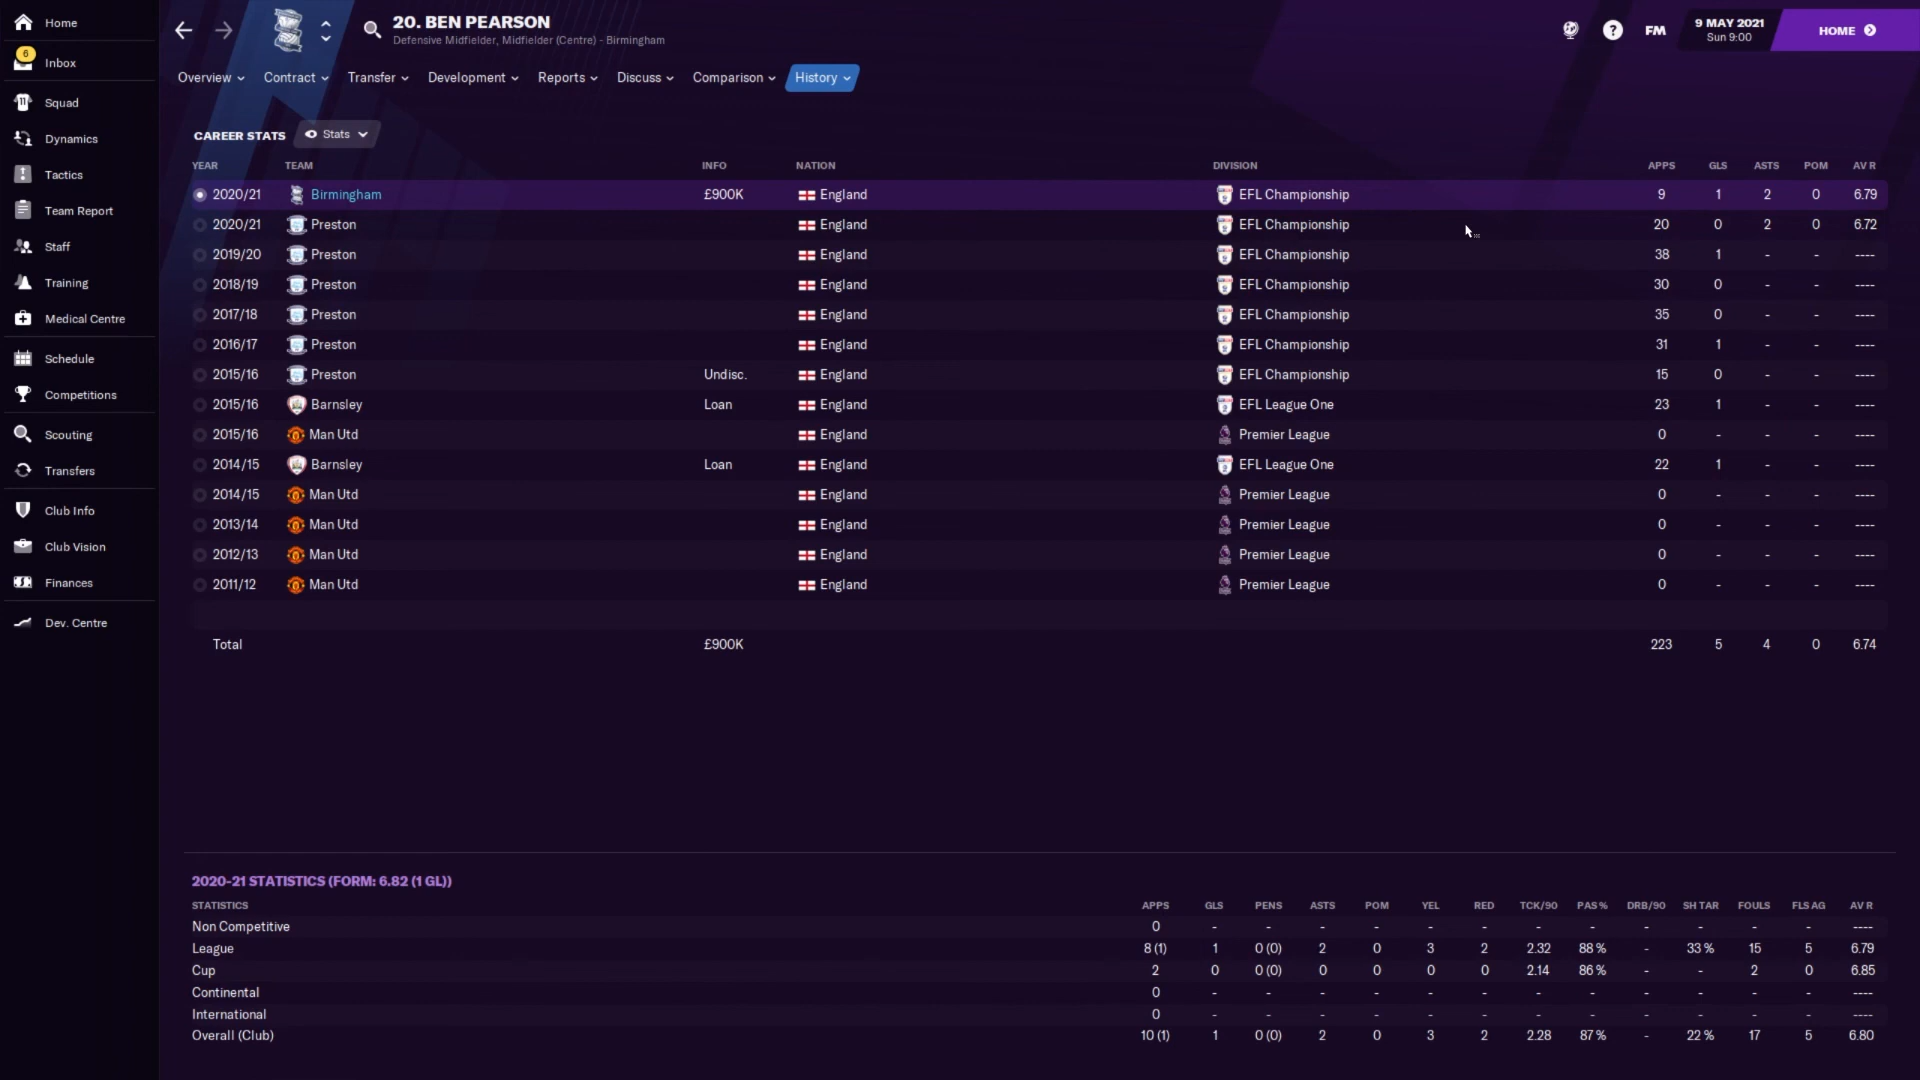 Home
6
Inbox
Squad
Dynamics
Tactics
Team Report
Staff
Training
Medical Centre
Schedule
Competitions
Scouting
Transfers
Club Info
Club Vision
Finances
Dev. Centre
20. BEN PEARSON
Defensive Midfielder, Midfielder (Centre) - Birmingham
? FM 9 MAY 2021 HOME
Sun 9:00
Overview Contract Transfer Development Reports Discuss Comparison History
CAREER STATS Stats
YEAR TEAM INFO NATION DIVISION APPS GLS ASTS POM AV R
2020/21 Birmingham £900K England EFL Championship 9 1 2 0 6.79
2020/21 Preston England EFL Championship 20 0 2 0 6.72
2019/20 Preston England EFL Championship 38 1 - - ----
2018/19 Preston England EFL Championship 30 0 - - ----
2017/18 Preston England EFL Championship 35 0 - - ----
2016/17 Preston England EFL Championship 31 1 - - ----
2015/16 Preston Undisc. England EFL Championship 15 0 - - ----
2015/16 Barnsley Loan England EFL League One 23 1 - - ----
2015/16 Man Utd England Premier League 0 - - - ----
2014/15 Barnsley Loan England EFL League One 22 1 - - ----
2014/15 Man Utd England Premier League 0 - - - ----
2013/14 Man Utd England Premier League 0 - - - ----
2012/13 Man Utd England Premier League 0 - - - ----
2011/12 Man Utd England Premier League 0 - - - ----
Total £900K 223 5 4 0 6.74
2020-21 STATISTICS (FORM: 6.82 (1 GL))
STATISTICS APPS GLS PENS ASTS POM YEL RED TCK/90 PAS % DRB/90 SH TAR FOULS FLS AG AV R
Non Competitive 0 - - - - - - - - - - - - ----
League 8 (1) 1 0 (0) 2 0 3 2 2.32 88 % - 33 % 15 5 6.79
Cup 2 0 0 (0) 0 0 0 0 2.14 86 % - - 2 0 6.85
Continental 0 - - - - - - - - - - - - ----
International 0 - - - - - - - - - - - - ----
Overall (Club) 10 (1) 1 0 (0) 2 0 3 2 2.28 87 % - 22 % 17 5 6.80